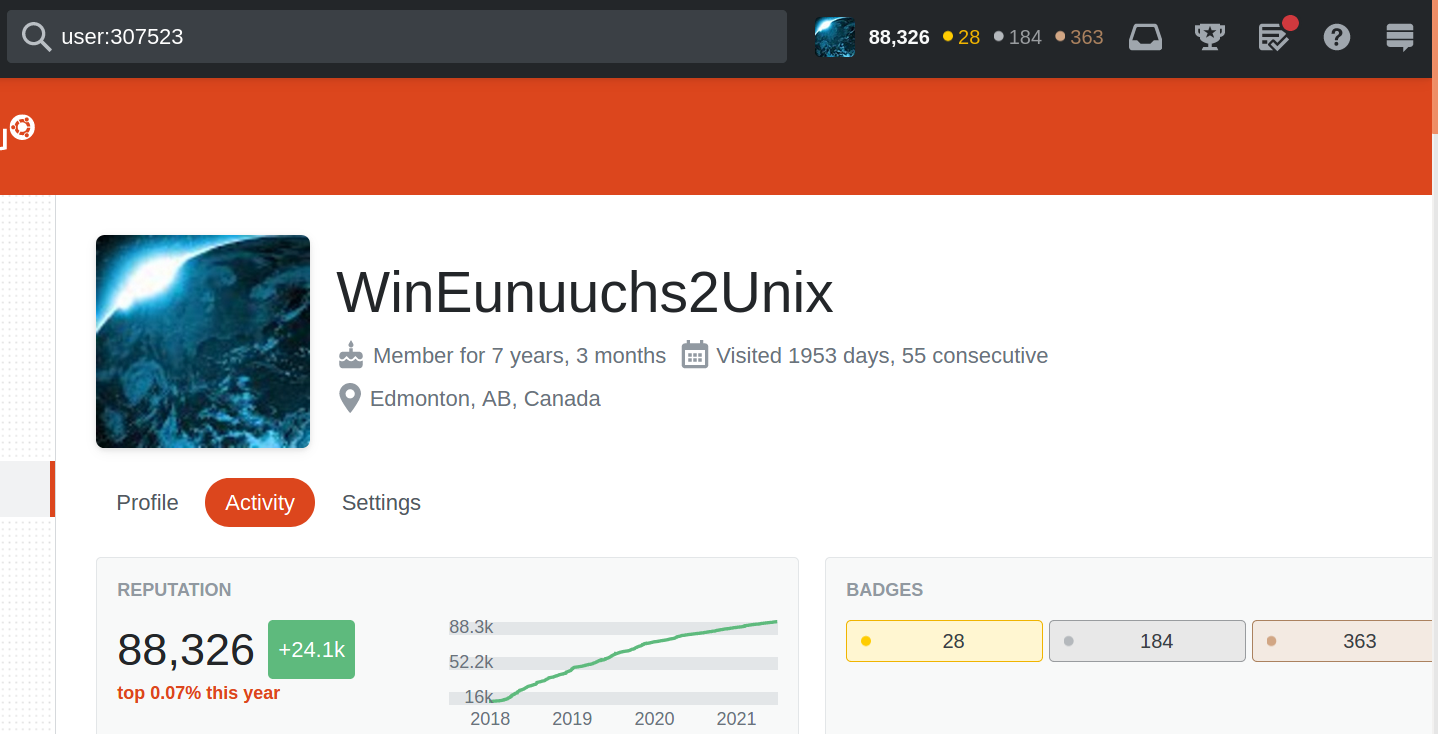 user:307523 88,326 28 184 363
WinEunuuchs2Unix
Member for 7 years, 3 months Visited 1953 days, 55 consecutive
Edmonton, AB, Canada
Profile Activity Settings
REPUTATION
88,326 +24.1k
top 0.07% this year
88.3k
52.2k
16k
2018 2019 2020 2021
BADGES
28 184 363